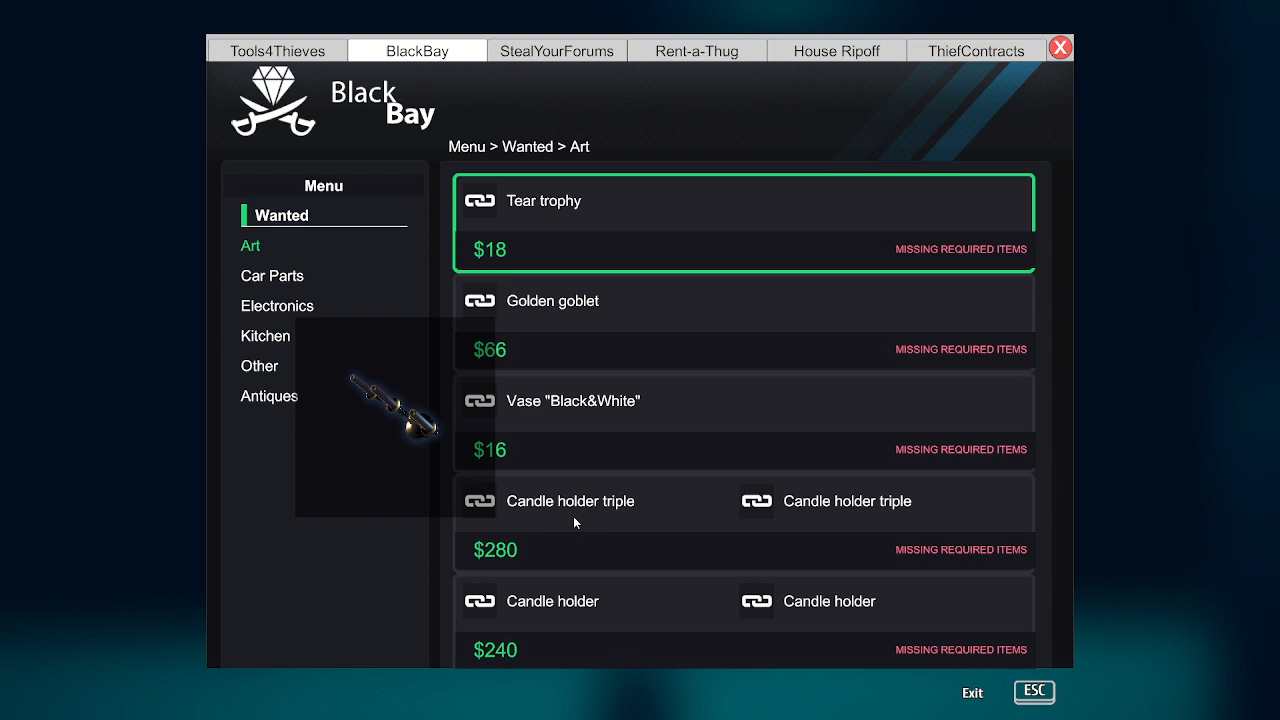 Tools4Thieves BlackBay StealYourForums Rent-a-Thug House Ripoff ThiefContracts X
Black
Bay
Menu > Wanted > Art
Menu
Wanted
Art
Car Parts
Electronics
Kitchen
Other
Antiques
Tear trophy
$18 MISSING REQUIRED ITEMS
Golden goblet
$66 MISSING REQUIRED ITEMS
Vase "Black&White"
$16 MISSING REQUIRED ITEMS
Candle holder triple Candle holder triple
$280 MISSING REQUIRED ITEMS
Candle holder Candle holder
$240 MISSING REQUIRED ITEMS
Exit ESC